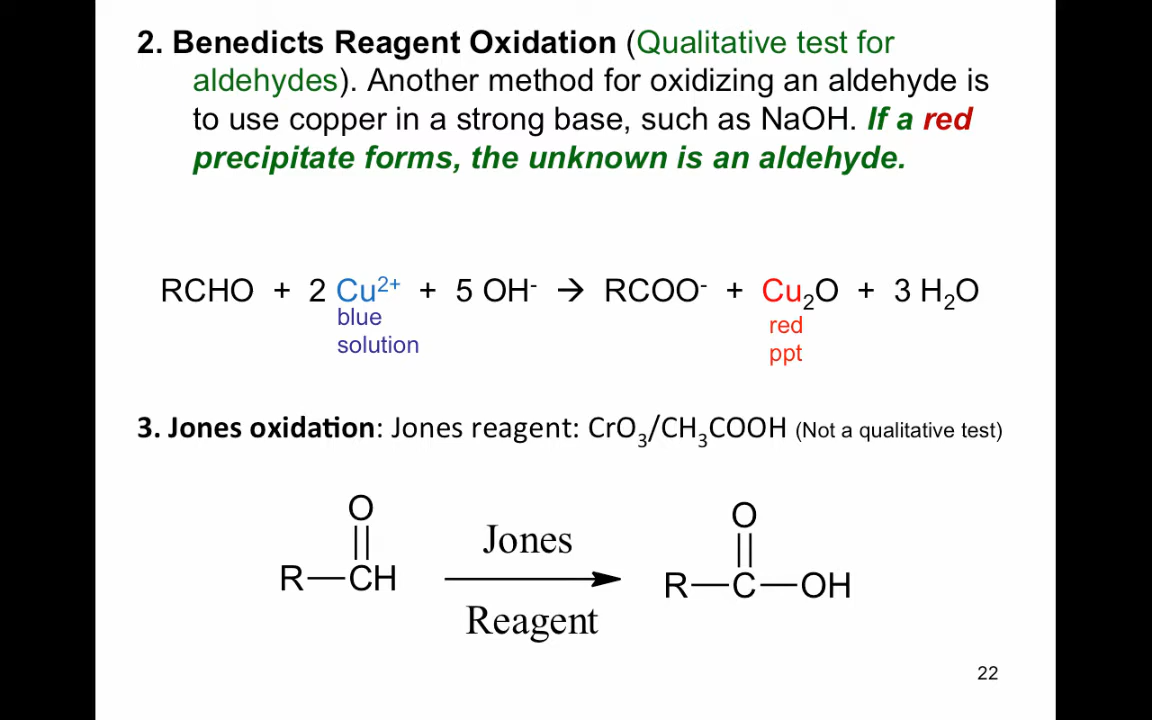 2. Benedicts Reagent Oxidation (Qualitative test for
aldehydes). Another method for oxidizing an aldehyde is
to use copper in a strong base, such as NaOH. If a red
precipitate forms, the unknown is an aldehyde.
RCHO + 2 Cu²⁺ + 5 OH⁻ → RCOO⁻ + Cu₂O + 3 H₂O
blue
solution
red
ppt
3. Jones oxidation: Jones reagent: CrO₃/CH₃COOH (Not a qualitative test)
O
R—CH
Jones
Reagent
O
R—C—OH
22